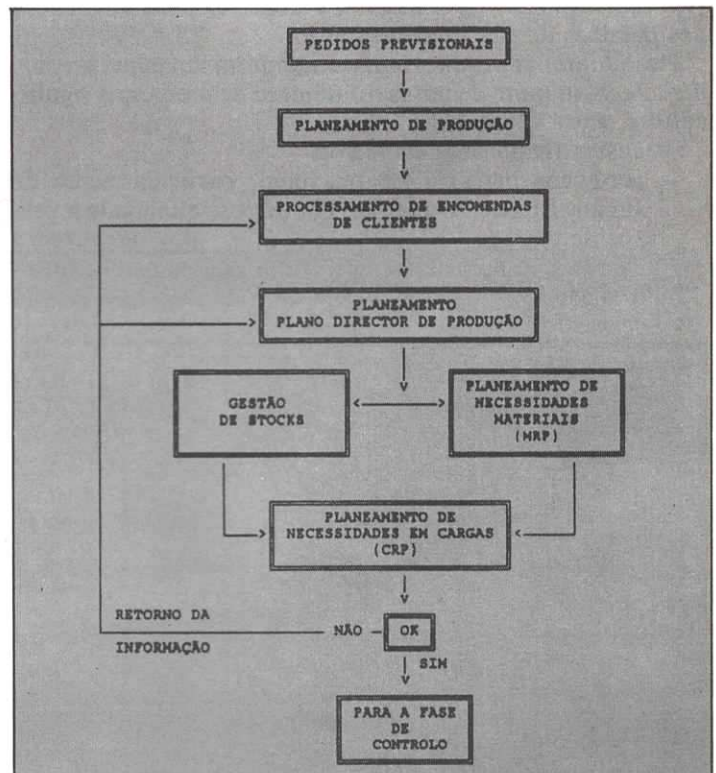 PEDIDOS PREVISIONAIS
PLANEAMENTO DE PRODUÇÃO
PROCESSAMENTO DE ENCOMENDAS
DE CLIENTES
PLANEAMENTO
PLANO DIRECTOR DE PRODUÇÃO
GESTÃO
DE STOCKS
PLANEAMENTO DE
NECESSIDADES
MATERIAIS
(MRP)
PLANEAMENTO DE
NECESSIDADES EM CARGAS
(CRP)
RETORNO DA
INFORMAÇÃO
NÃO
OK
SIM
PARA A FASE
DE
CONTROLO